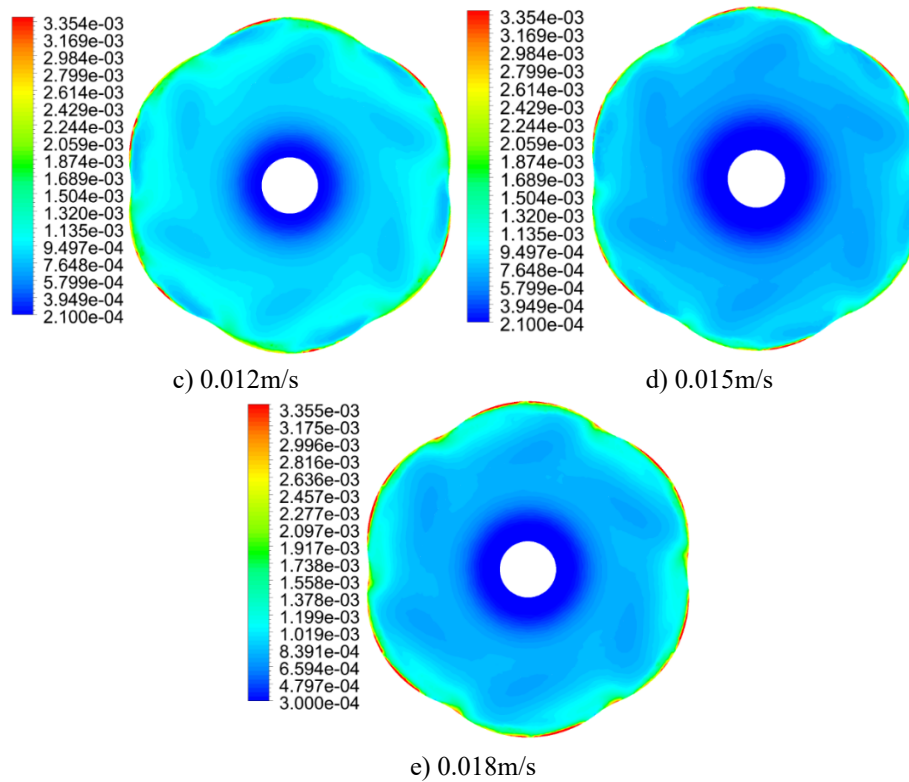 3.354e-03
3.169e-03
2.984e-03
2.799e-03
2.614e-03
2.429e-03
2.244e-03
2.059e-03
1.874e-03
1.689e-03
1.504e-03
1.320e-03
1.135e-03
9.497e-04
7.648e-04
5.799e-04
3.949e-04
2.100e-04
c) 0.012m/s
3.354e-03
3.169e-03
2.984e-03
2.799e-03
2.614e-03
2.429e-03
2.244e-03
2.059e-03
1.874e-03
1.689e-03
1.504e-03
1.320e-03
1.135e-03
9.497e-04
7.648e-04
5.799e-04
3.949e-04
2.100e-04
d) 0.015m/s
3.355e-03
3.175e-03
2.996e-03
2.816e-03
2.636e-03
2.457e-03
2.277e-03
2.097e-03
1.917e-03
1.738e-03
1.558e-03
1.378e-03
1.199e-03
1.019e-03
8.391e-04
6.594e-04
4.797e-04
3.000e-04
e) 0.018m/s